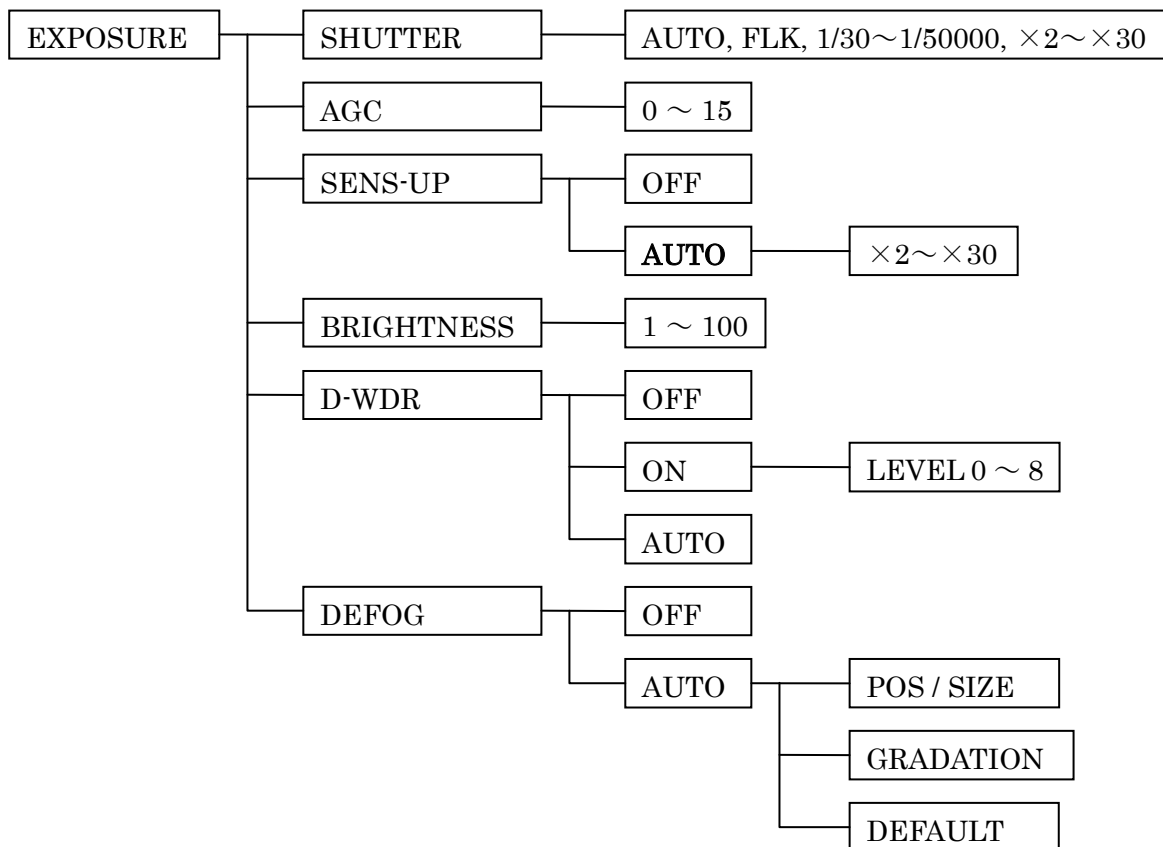 EXPOSURE SHUTTER AUTO, FLK, 1/30～1/50000, ×2～×30
AGC 0 ～ 15
SENS-UP OFF
AUTO ×2～×30
BRIGHTNESS 1 ～ 100
D-WDR OFF
ON LEVEL 0 ～ 8
AUTO
DEFOG OFF
AUTO POS / SIZE
GRADATION
DEFAULT